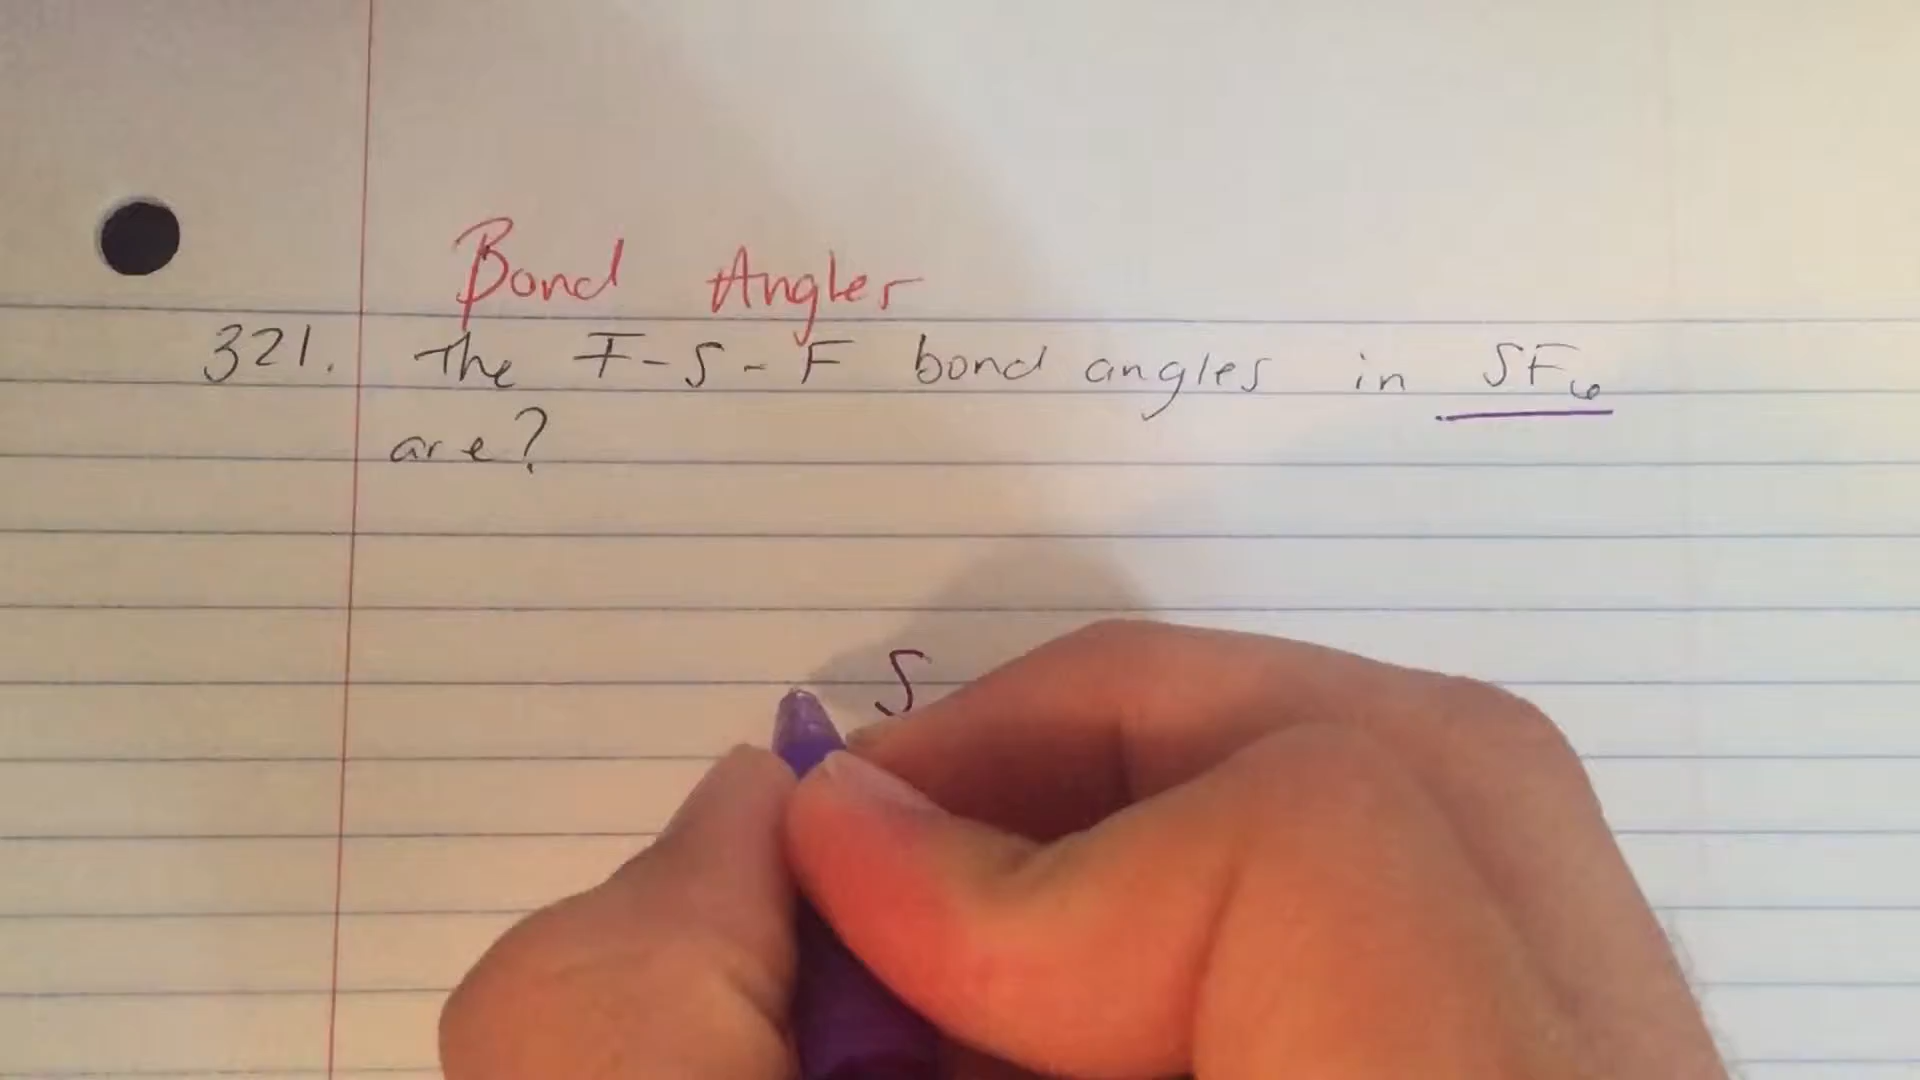 Bond Angles
321. The F-S-F bond angles in SF₆
are?
S